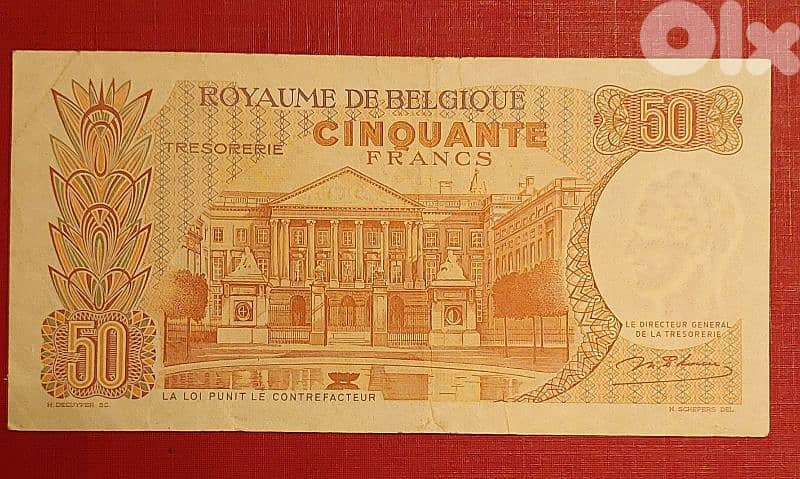 olx
ROYAUME DE BELGIQUE
50
CINQUANTE
TRESORERIE
FRANCS
LE DIRECTEUR GENERAL
DE LA TRESORERIE
50
LA LOI PUNIT LE CONTREFACTEUR
H. DECUYPER SC.
H. SCHEPERS DEL.